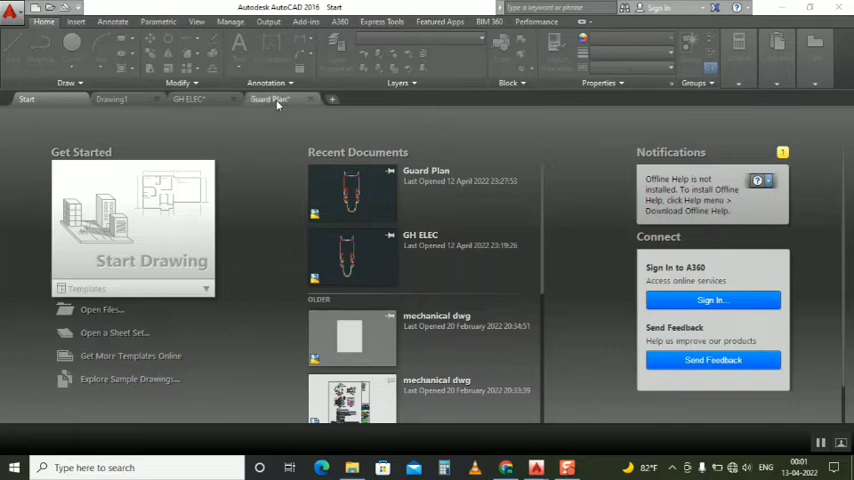 Autodesk AutoCAD 2016 Start
Type a keyword or phrase
Sign In
Home Insert Annotate Parametric View Manage Output Add-ins A360 Express Tools Featured Apps BIM 360 Performance
Text
Match
Draw Modify Annotation Layers Block Properties Groups
Start Drawing1 GH ELEC* Guard Plan*
Get Started
Start Drawing
Templates
Open Files...
Open a Sheet Set...
Get More Templates Online
Explore Sample Drawings...
Recent Documents
Guard Plan
Last Opened 12 April 2022 23:27:53
GH ELEC
Last Opened 12 April 2022 23:19:26
OLDER
mechanical dwg
Last Opened 20 February 2022 20:34:51
mechanical dwg
Last Opened 20 February 2022 20:33:39
Notifications 1
Offline Help is not
installed. To install Offline
Help, click Help menu >
Download Offline Help.
Connect
Sign In to A360
Access online services
Sign In...
Send Feedback
Help us improve our products
Send Feedback
Type here to search
82°F
ENG
00:01
13-04-2022